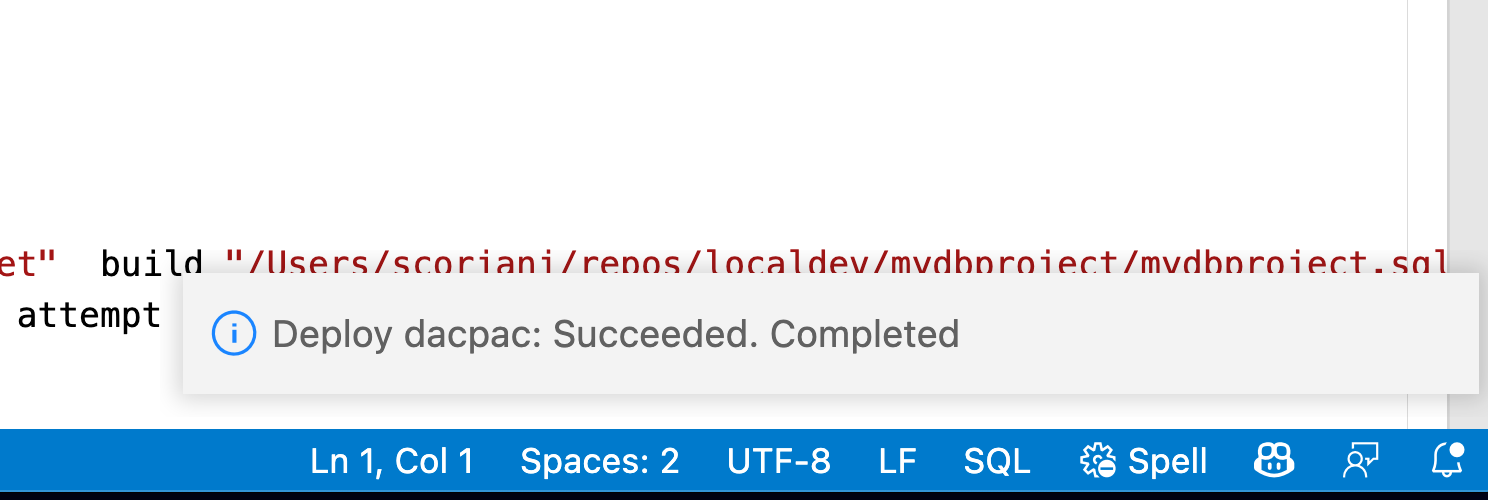 et" build "/Users/scoriani/repos/localdev/mydbproject/mydbproject.sql
attempt
Deploy dacpac: Succeeded. Completed
Ln 1, Col 1 Spaces: 2 UTF-8 LF SQL Spell